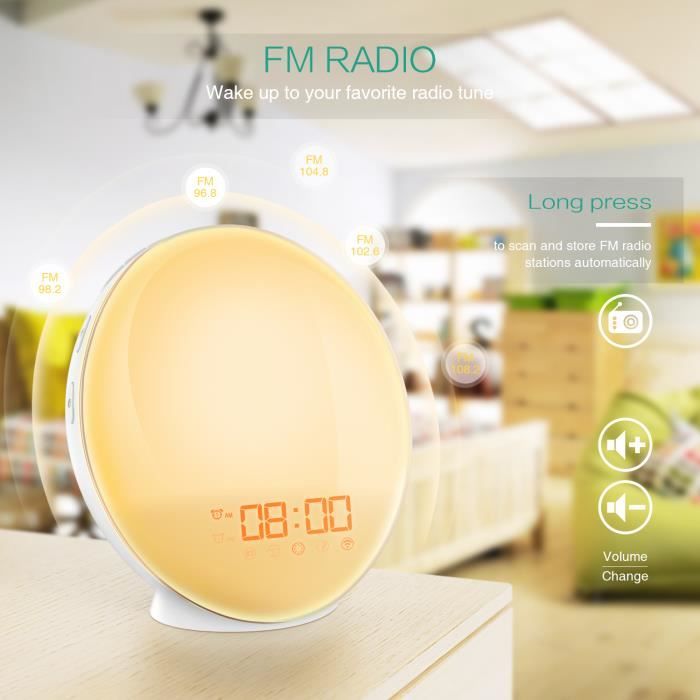 FM RADIO
Wake up to your favorite radio tune
FM
104.8
FM
96.8
FM
102.6
FM
98.2
FM
108.2
Long press
to scan and store FM radio
stations automatically
AM
08:00
Volume
Change